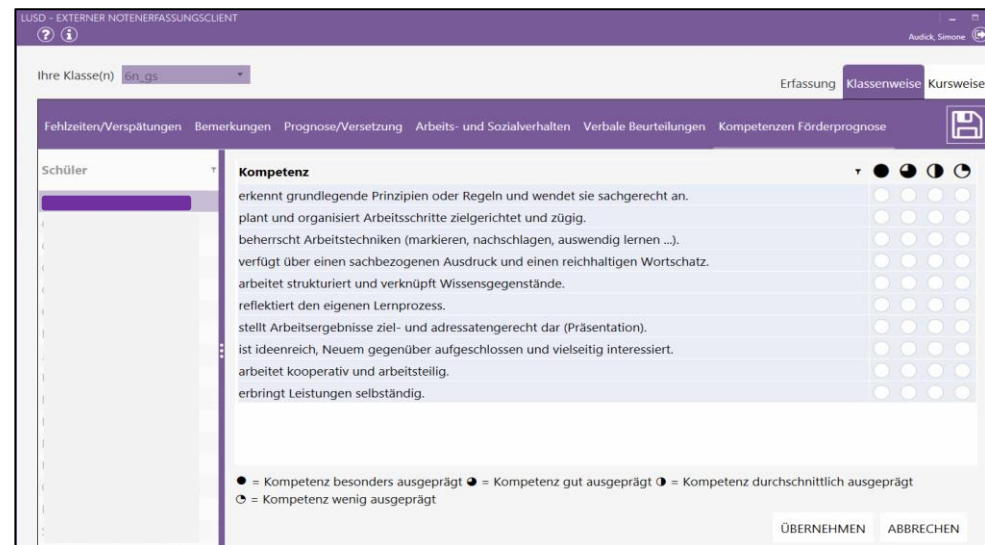 LUSD - EXTERNER NOTENERFASSUNGSCLIENT
Audick, Simone
Ihre Klasse(n) 6n_gs
Erfassung Klassenweise Kursweise
Fehlzeiten/Verspätungen Bemerkungen Prognose/Versetzung Arbeits- und Sozialverhalten Verbale Beurteilungen Kompetenzen Förderprognose
Schüler
Kompetenz
erkennt grundlegende Prinzipien oder Regeln und wendet sie sachgerecht an.
plant und organisiert Arbeitsschritte zielgerichtet und zügig.
beherrscht Arbeitstechniken (markieren, nachschlagen, auswendig lernen ...).
verfügt über einen sachbezogenen Ausdruck und einen reichhaltigen Wortschatz.
arbeitet strukturiert und verknüpft Wissensgegenstände.
reflektiert den eigenen Lernprozess.
stellt Arbeitsergebnisse ziel- und adressatengerecht dar (Präsentation).
ist ideenreich, Neuem gegenüber aufgeschlossen und vielseitig interessiert.
arbeitet kooperativ und arbeitsteilig.
erbringt Leistungen selbständig.
● = Kompetenz besonders ausgeprägt ◕ = Kompetenz gut ausgeprägt ◑ = Kompetenz durchschnittlich ausgeprägt
◔ = Kompetenz wenig ausgeprägt
ÜBERNEHMEN ABBRECHEN